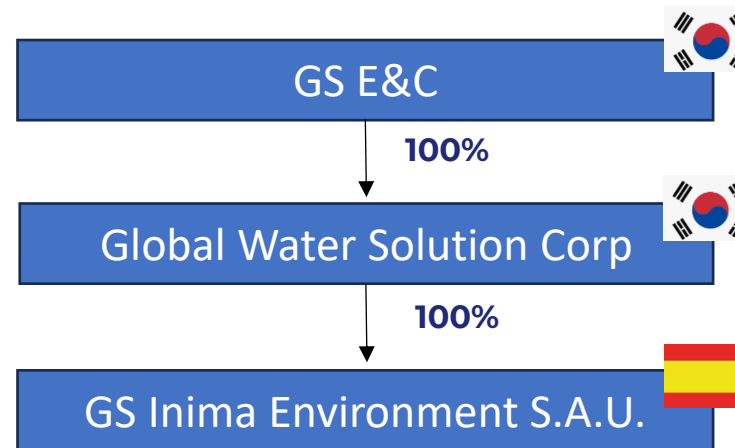 GS E&C
100%
Global Water Solution Corp
100%
GS Inima Environment S.A.U.